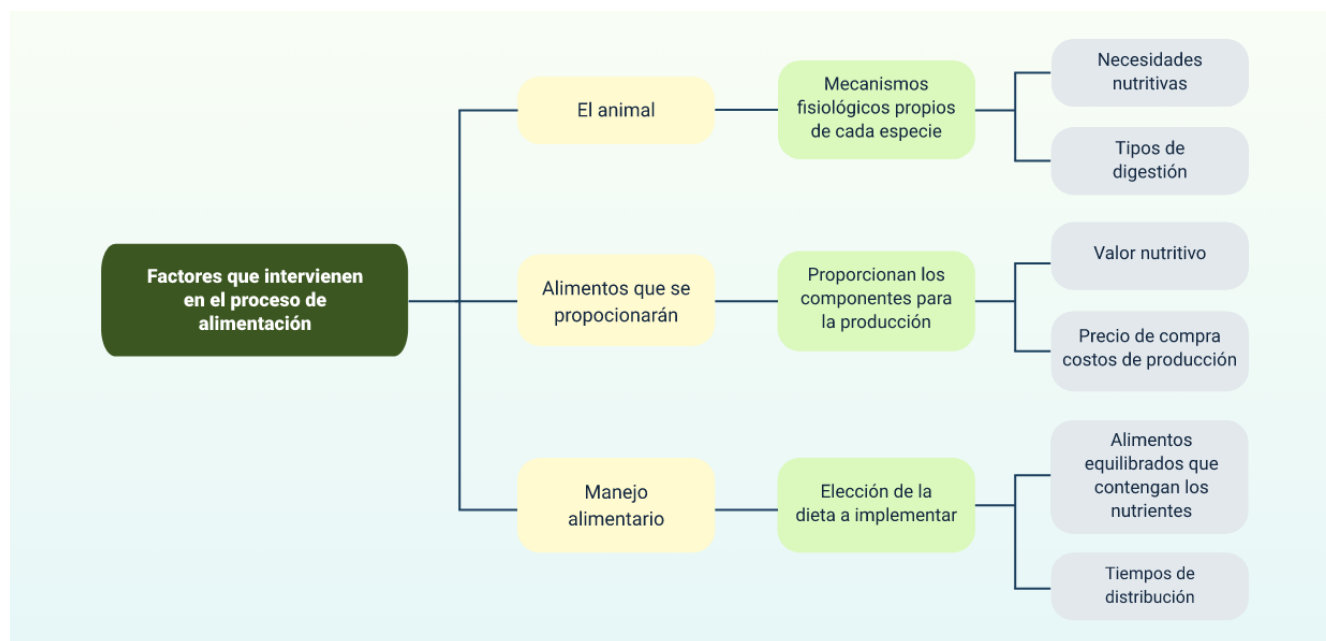 Factores que intervienen
en el proceso de
alimentación
El animal
Mecanismos
fisiológicos propios
de cada especie
Necesidades
nutritivas
Tipos de
digestión
Alimentos que se
propocionarán
Proporcionan los
componentes para
la producción
Valor nutritivo
Precio de compra
costos de producción
Manejo
alimentario
Elección de la
dieta a implementar
Alimentos
equilibrados que
contengan los
nutrientes
Tiempos de
distribución